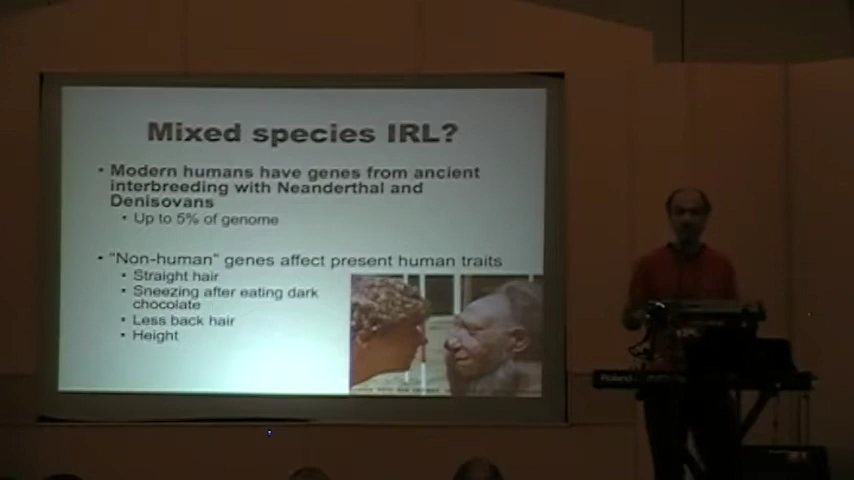 Mixed species IRL?
• Modern humans have genes from ancient
interbreeding with Neanderthal and
Denisovans
• Up to 5% of genome
• "Non-human" genes affect present human traits
• Straight hair
• Sneezing after eating dark
chocolate
• Less back hair
• Height
Roland